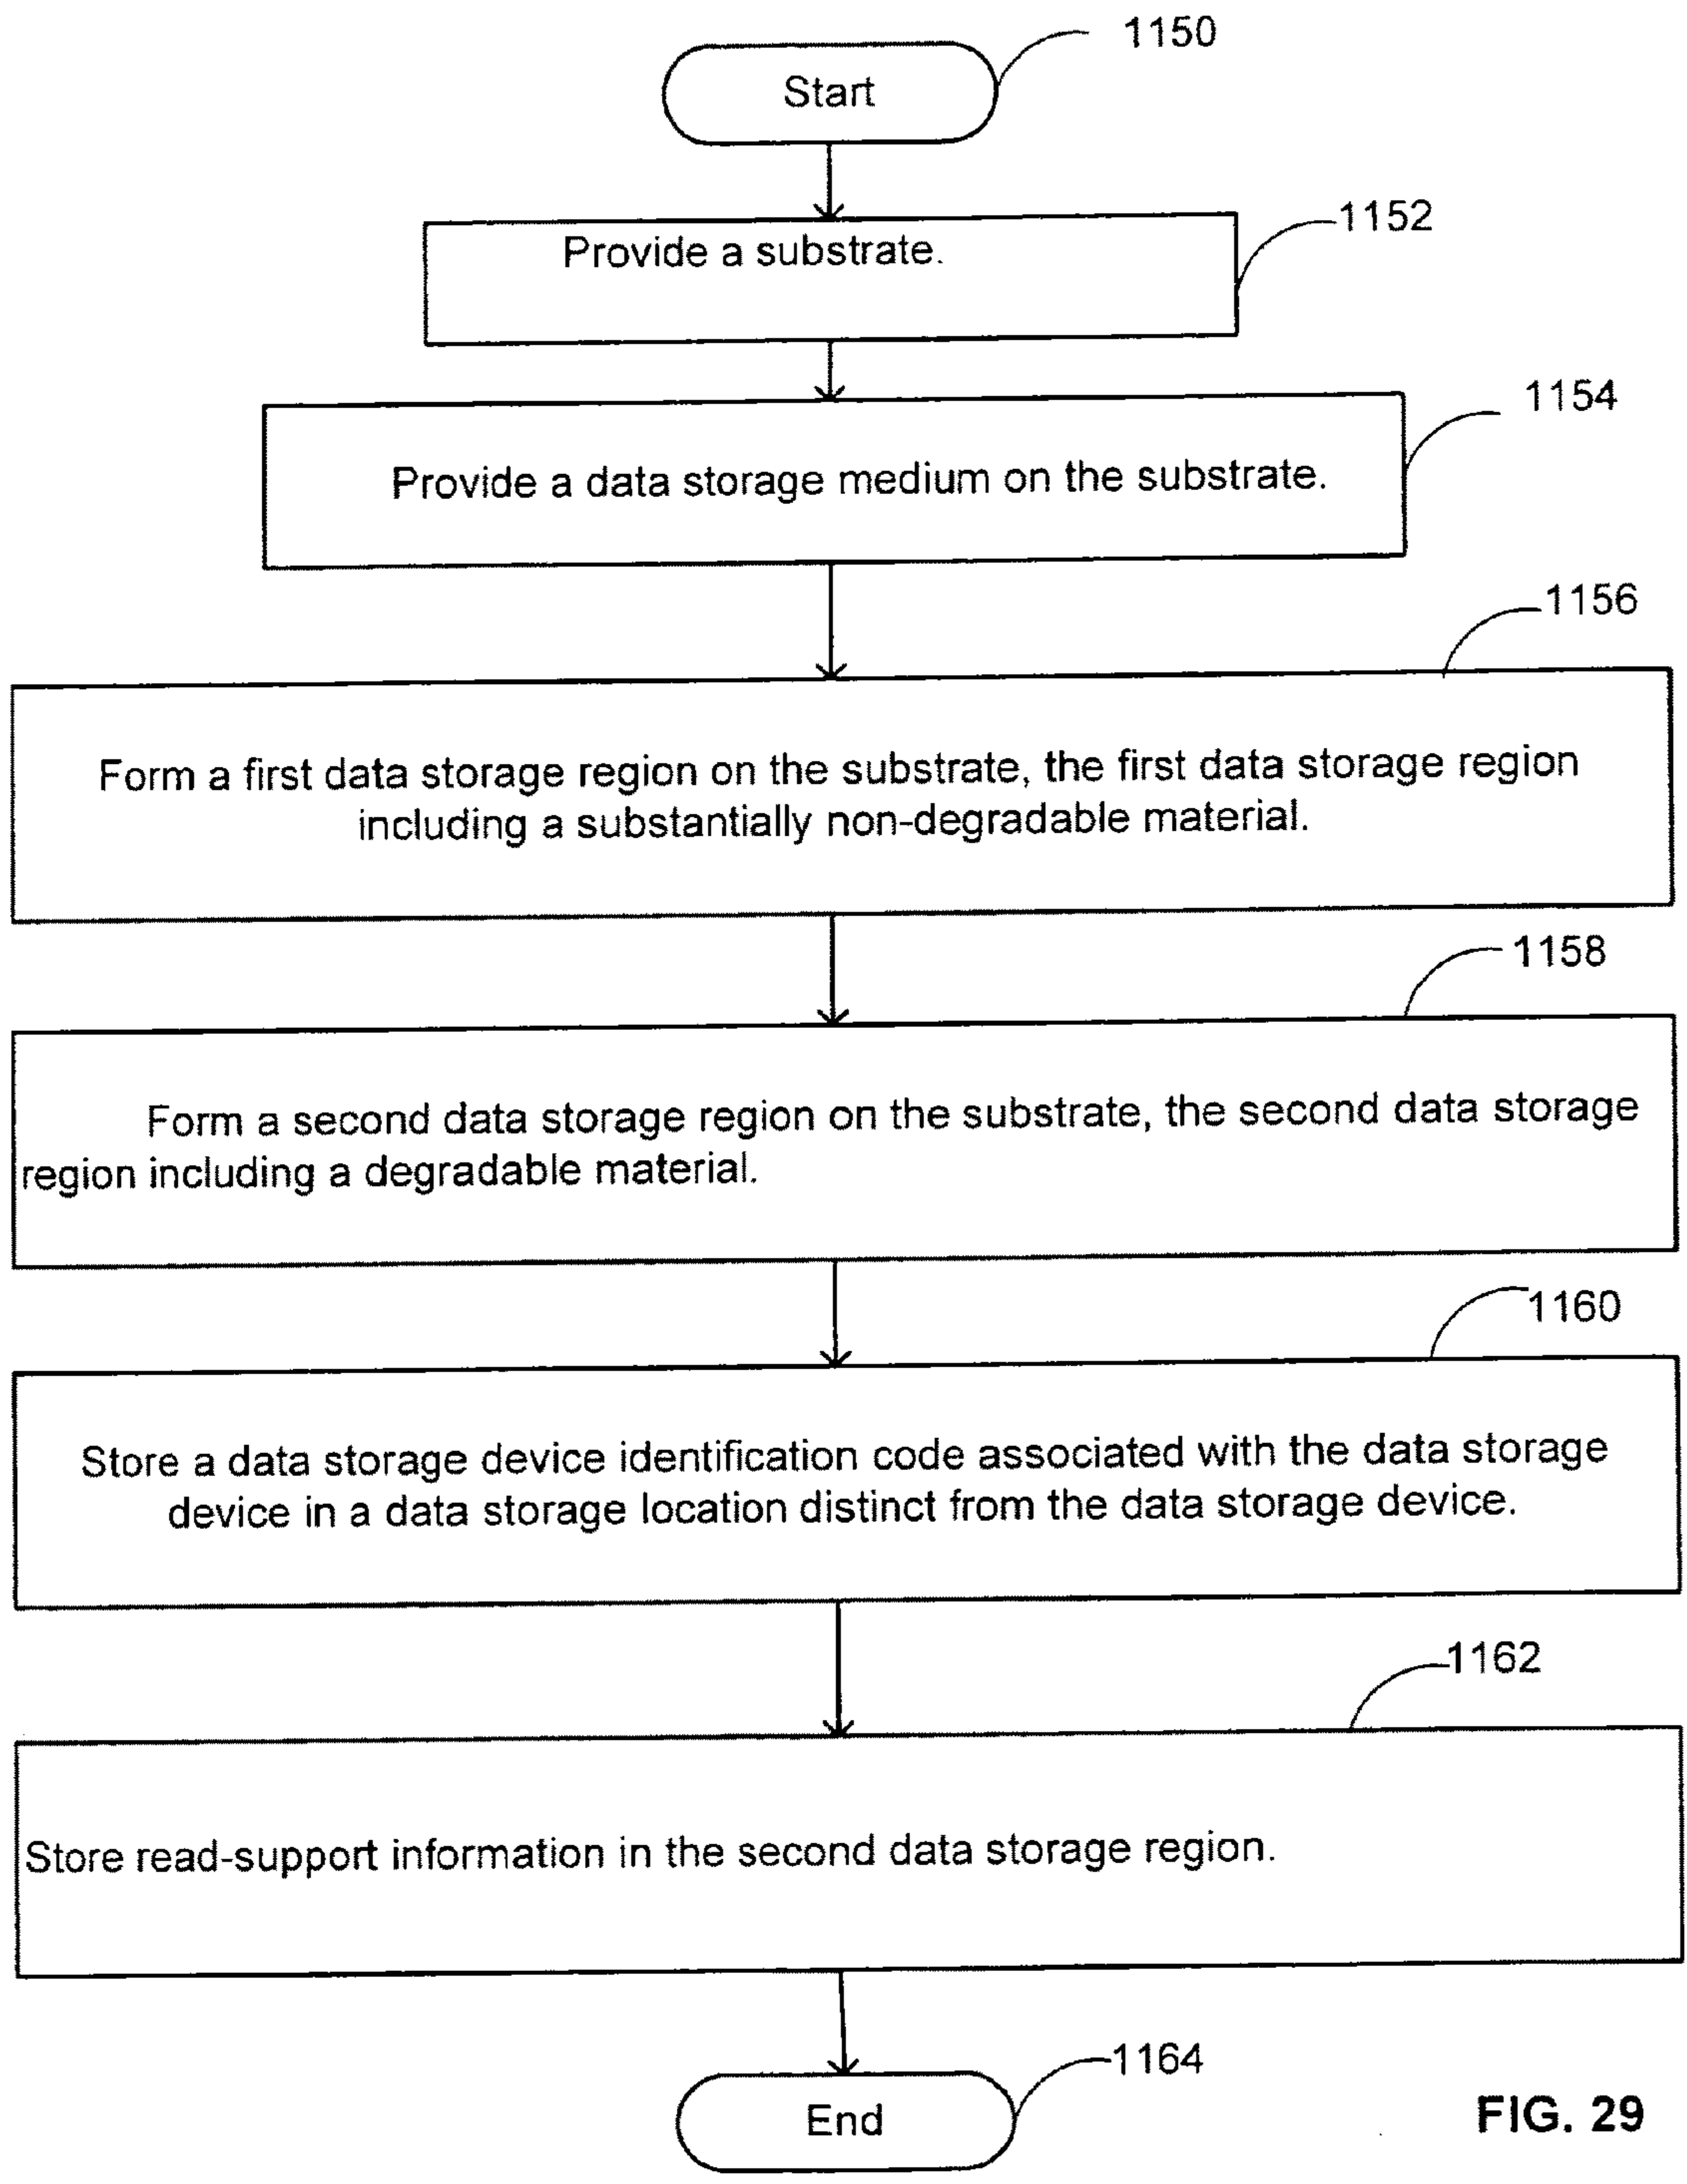 1150
Start
1152
Provide a substrate.
1154
Provide a data storage medium on the substrate.
1156
Form a first data storage region on the substrate, the first data storage region
including a substantially non-degradable material.
1158
Form a second data storage region on the substrate, the second data storage
region including a degradable material.
1160
Store a data storage device identification code associated with the data storage
device in a data storage location distinct from the data storage device.
1162
Store read-support information in the second data storage region.
1164
End
FIG. 29